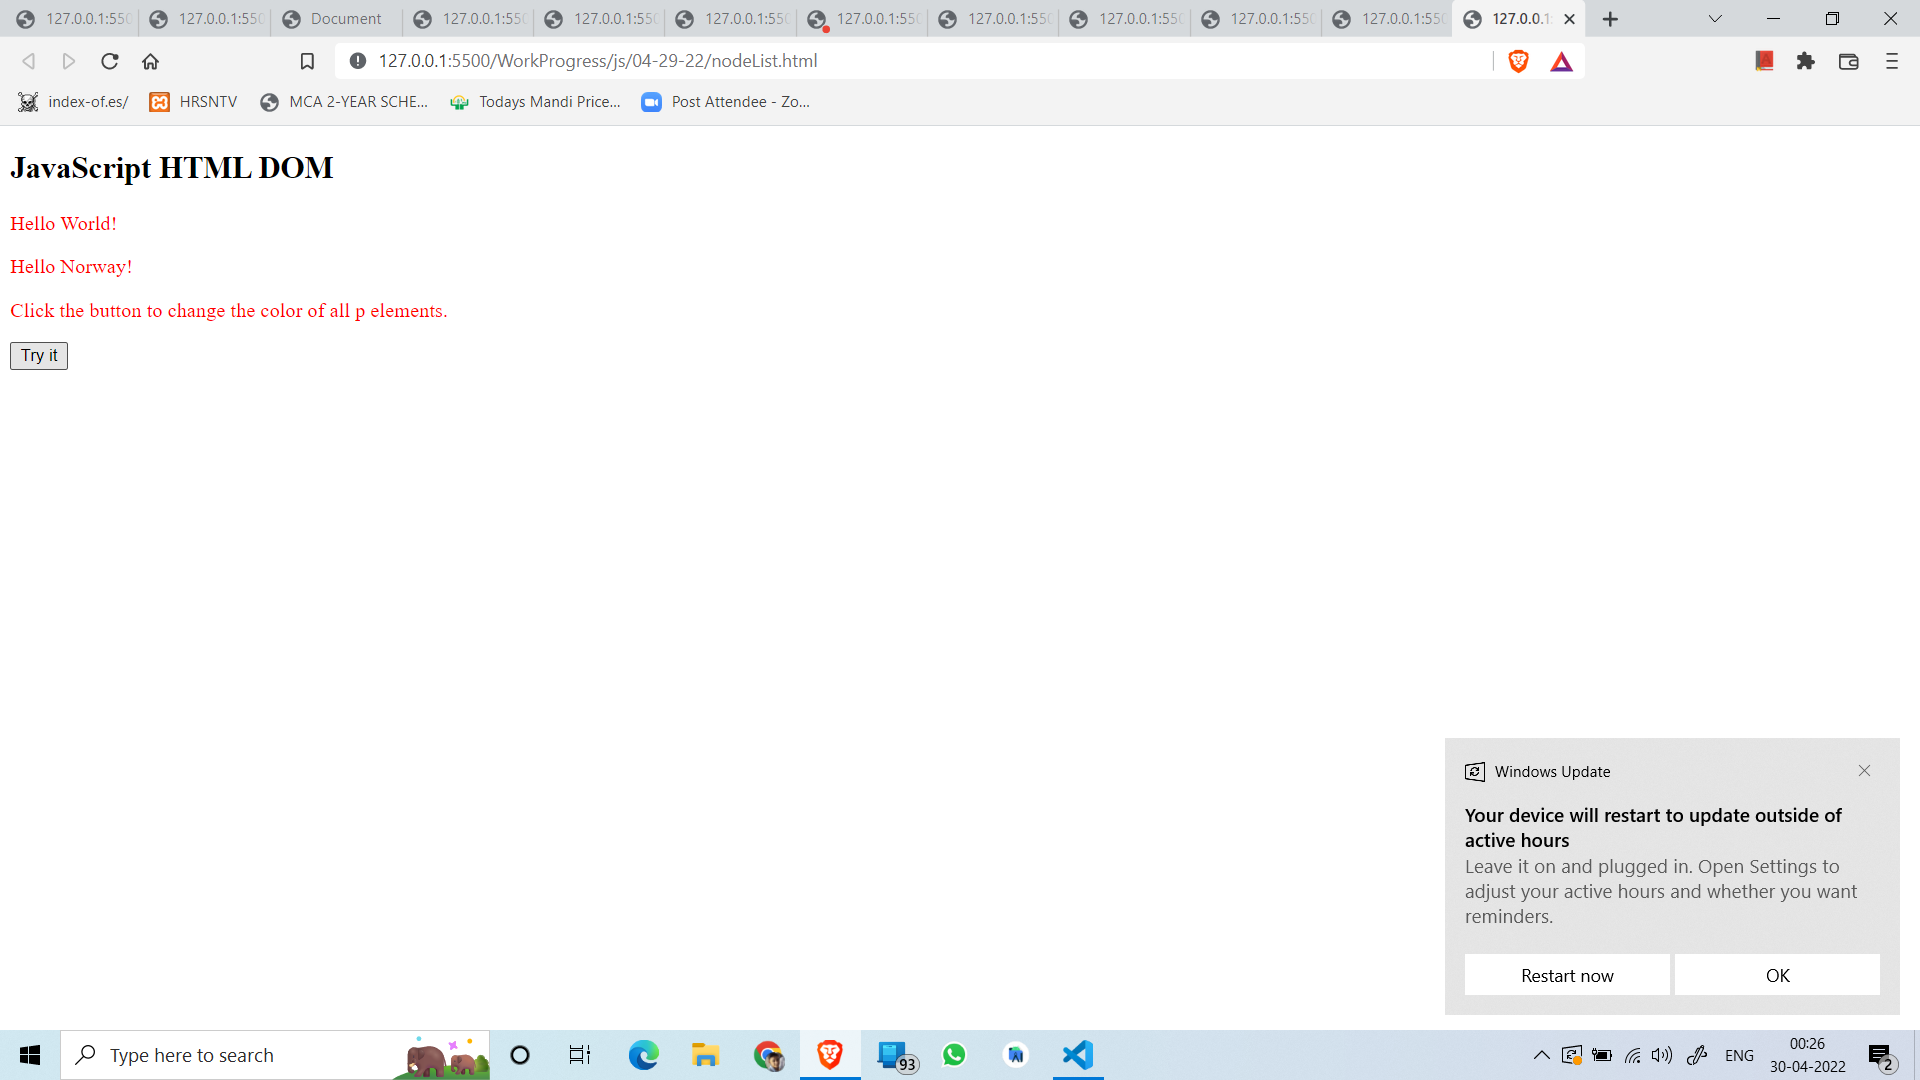 127.0.0.1:550
127.0.0.1:550
Document
127.0.0.1:550
127.0.0.1:550
127.0.0.1:550
127.0.0.1:550
127.0.0.1:550
127.0.0.1:550
127.0.0.1:550
127.0.0.1:550
127.0.0.1:
127.0.0.1:5500/WorkProgress/js/04-29-22/nodeList.html
index-of.es/
HRSNTV
MCA 2-YEAR SCHE...
Todays Mandi Price...
Post Attendee - Zo...
JavaScript HTML DOM
Hello World!
Hello Norway!
Click the button to change the color of all p elements.
Try it
Windows Update
Your device will restart to update outside of
active hours
Leave it on and plugged in. Open Settings to
adjust your active hours and whether you want
reminders.
Restart now
OK
Type here to search
93
ENG
00:26
30-04-2022
2